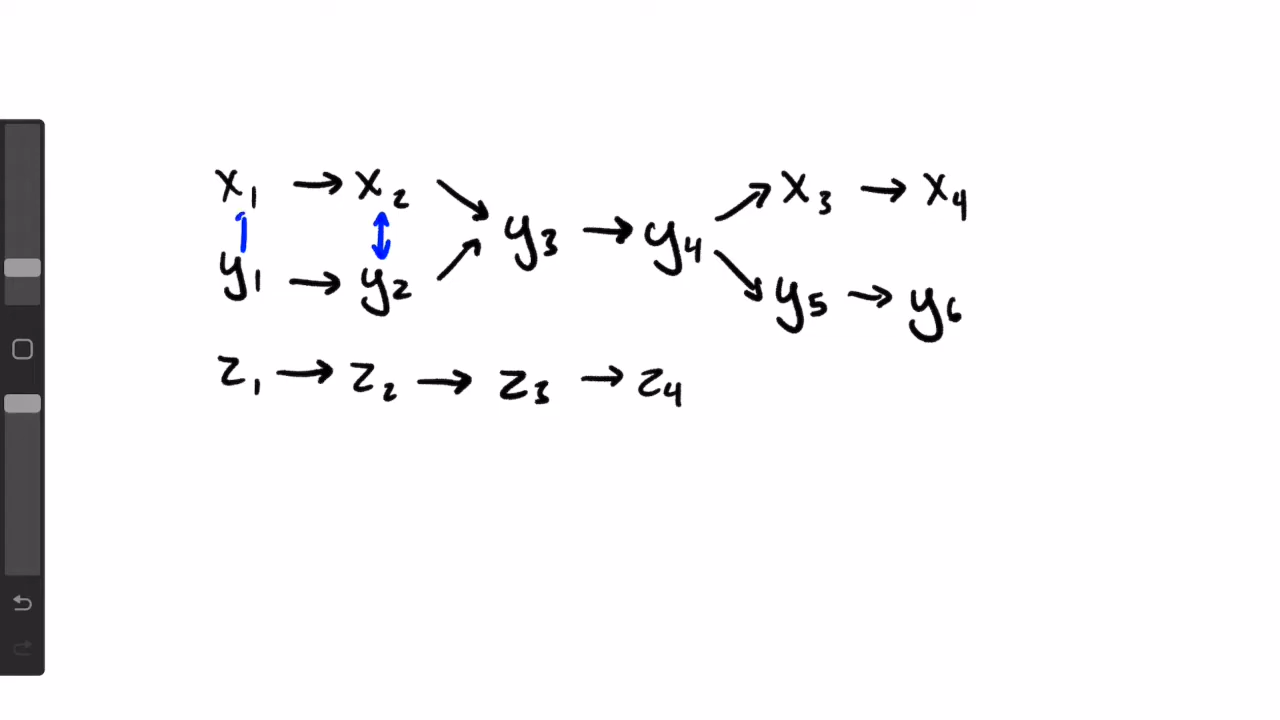 x₁ → x₂ x₃ → x₄
y₃ → y₄
y₁ → y₂ y₅ → y₆
z₁ → z₂ → z₃ → z₄